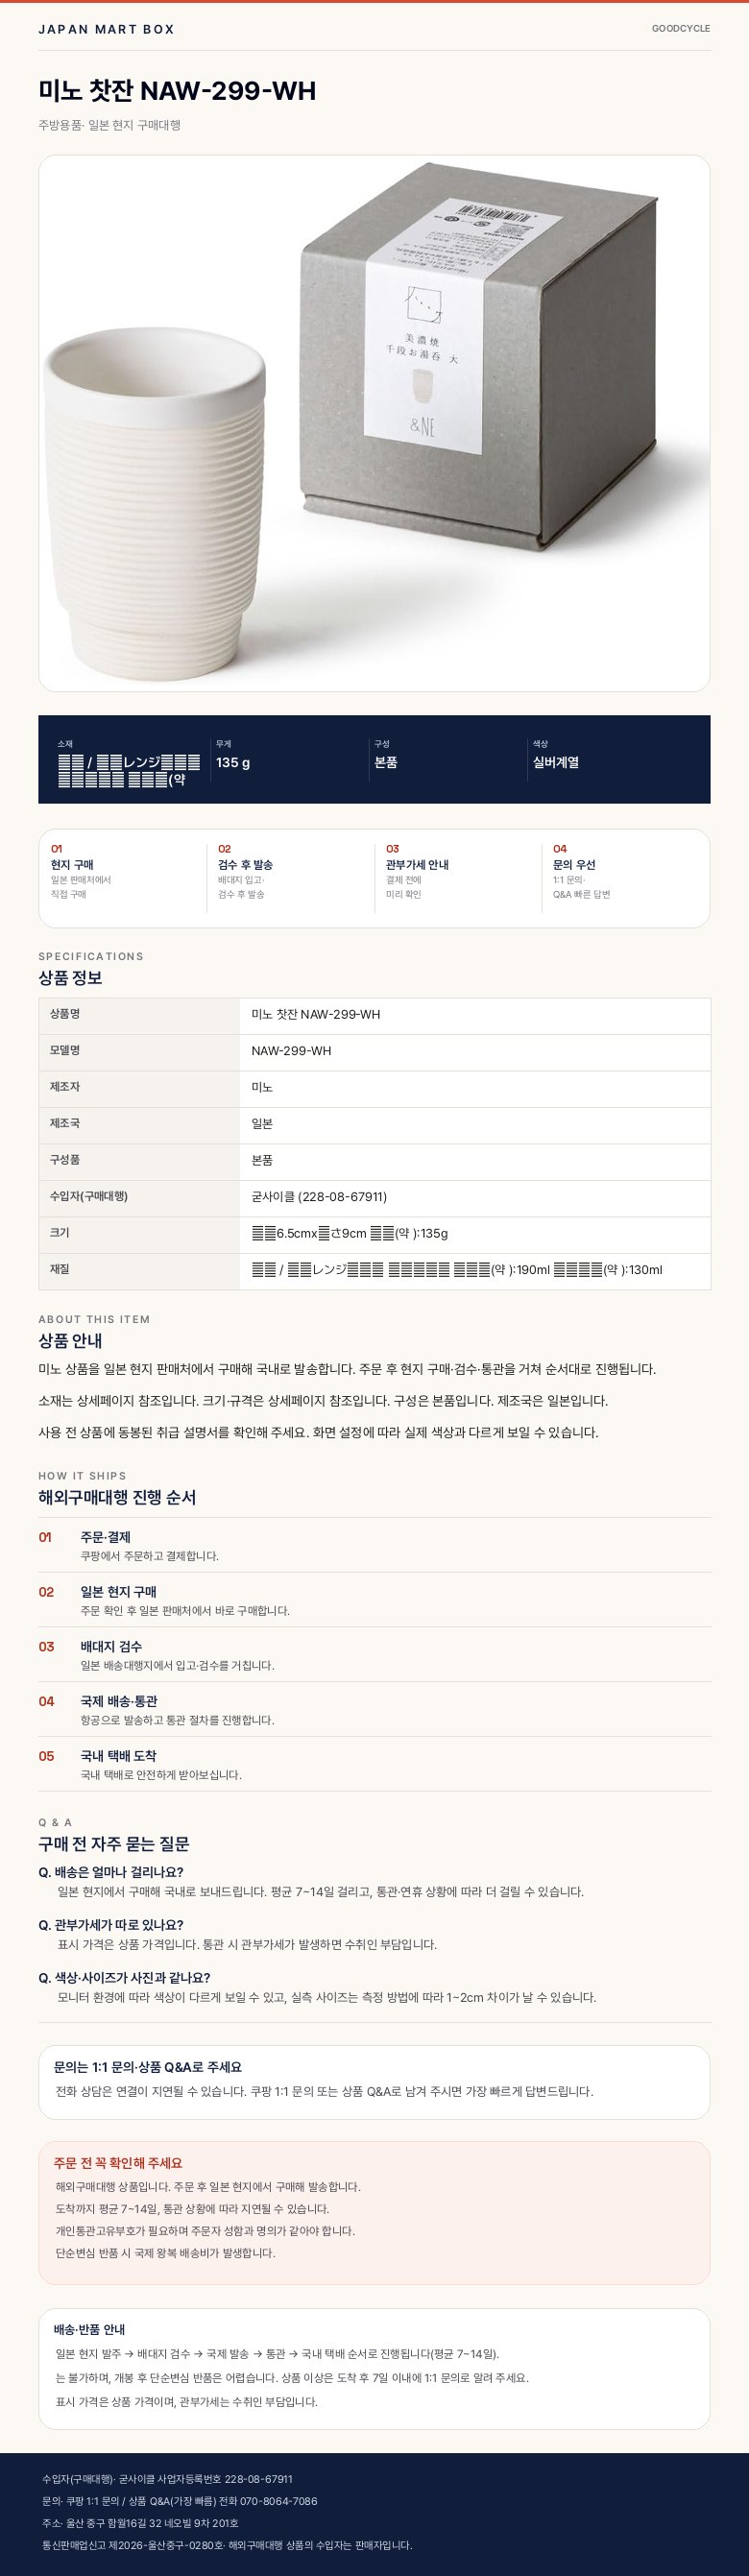 JAPAN MART BOX
GOODCYCLE
미노 찻잔 NAW-299-WH
주방용품· 일본 현지 구매대행
美濃焼
千段お湯呑 大
&NE
소재
무게
구성
색상
/ レンジ
(약
135 g
본품
실버계열
01
현지 구매
일본 판매처에서
직접 구매
02
검수 후 발송
배대지 입고·
검수 후 발송
03
관부가세 안내
결제 전에
미리 확인
04
문의 우선
1:1 문의·
Q&A 빠른 답변
SPECIFICATIONS
상품 정보
상품명 미노 찻잔 NAW-299-WH
모델명 NAW-299-WH
제조자 미노
제조국 일본
구성품 본품
수입자(구매대행) 굳사이클 (228-08-67911)
크기 6.5cmx さ9cm (약 ):135g
재질 / レンジ (약 ):190ml (약 ):130ml
ABOUT THIS ITEM
상품 안내
미노 상품을 일본 현지 판매처에서 구매해 국내로 발송합니다. 주문 후 현지 구매·검수·통관을 거쳐 순서대로 진행됩니다.
소재는 상세페이지 참조입니다. 크기·규격은 상세페이지 참조입니다. 구성은 본품입니다. 제조국은 일본입니다.
사용 전 상품에 동봉된 취급 설명서를 확인해 주세요. 화면 설정에 따라 실제 색상과 다르게 보일 수 있습니다.
HOW IT SHIPS
해외구매대행 진행 순서
01 주문·결제
쿠팡에서 주문하고 결제합니다.
02 일본 현지 구매
주문 확인 후 일본 판매처에서 바로 구매합니다.
03 배대지 검수
일본 배송대행지에서 입고·검수를 거칩니다.
04 국제 배송·통관
항공으로 발송하고 통관 절차를 진행합니다.
05 국내 택배 도착
국내 택배로 안전하게 받아보십니다.
Q & A
구매 전 자주 묻는 질문
Q. 배송은 얼마나 걸리나요?
일본 현지에서 구매해 국내로 보내드립니다. 평균 7~14일 걸리고, 통관·연휴 상황에 따라 더 걸릴 수 있습니다.
Q. 관부가세가 따로 있나요?
표시 가격은 상품 가격입니다. 통관 시 관부가세가 발생하면 수취인 부담입니다.
Q. 색상·사이즈가 사진과 같나요?
모니터 환경에 따라 색상이 다르게 보일 수 있고, 실측 사이즈는 측정 방법에 따라 1~2cm 차이가 날 수 있습니다.
문의는 1:1 문의·상품 Q&A로 주세요
전화 상담은 연결이 지연될 수 있습니다. 쿠팡 1:1 문의 또는 상품 Q&A로 남겨 주시면 가장 빠르게 답변드립니다.
주문 전 꼭 확인해 주세요
해외구매대행 상품입니다. 주문 후 일본 현지에서 구매해 발송합니다.
도착까지 평균 7~14일, 통관 상황에 따라 지연될 수 있습니다.
개인통관고유부호가 필요하며 주문자 성함과 명의가 같아야 합니다.
단순변심 반품 시 국제 왕복 배송비가 발생합니다.
배송·반품 안내
일본 현지 발주 → 배대지 검수 → 국제 발송 → 통관 → 국내 택배 순서로 진행됩니다(평균 7~14일).
는 불가하며, 개봉 후 단순변심 반품은 어렵습니다. 상품 이상은 도착 후 7일 이내에 1:1 문의로 알려 주세요.
표시 가격은 상품 가격이며, 관부가세는 수취인 부담입니다.
수입자(구매대행)· 굳사이클 사업자등록번호 228-08-67911
문의· 쿠팡 1:1 문의 / 상품 Q&A(가장 빠름) 전화 070-8064-7086
주소· 울산 중구 함월16길 32 네오빌 9차 201호
통신판매업신고 제2026-울산중구-0280호· 해외구매대행 상품의 수입자는 판매자입니다.